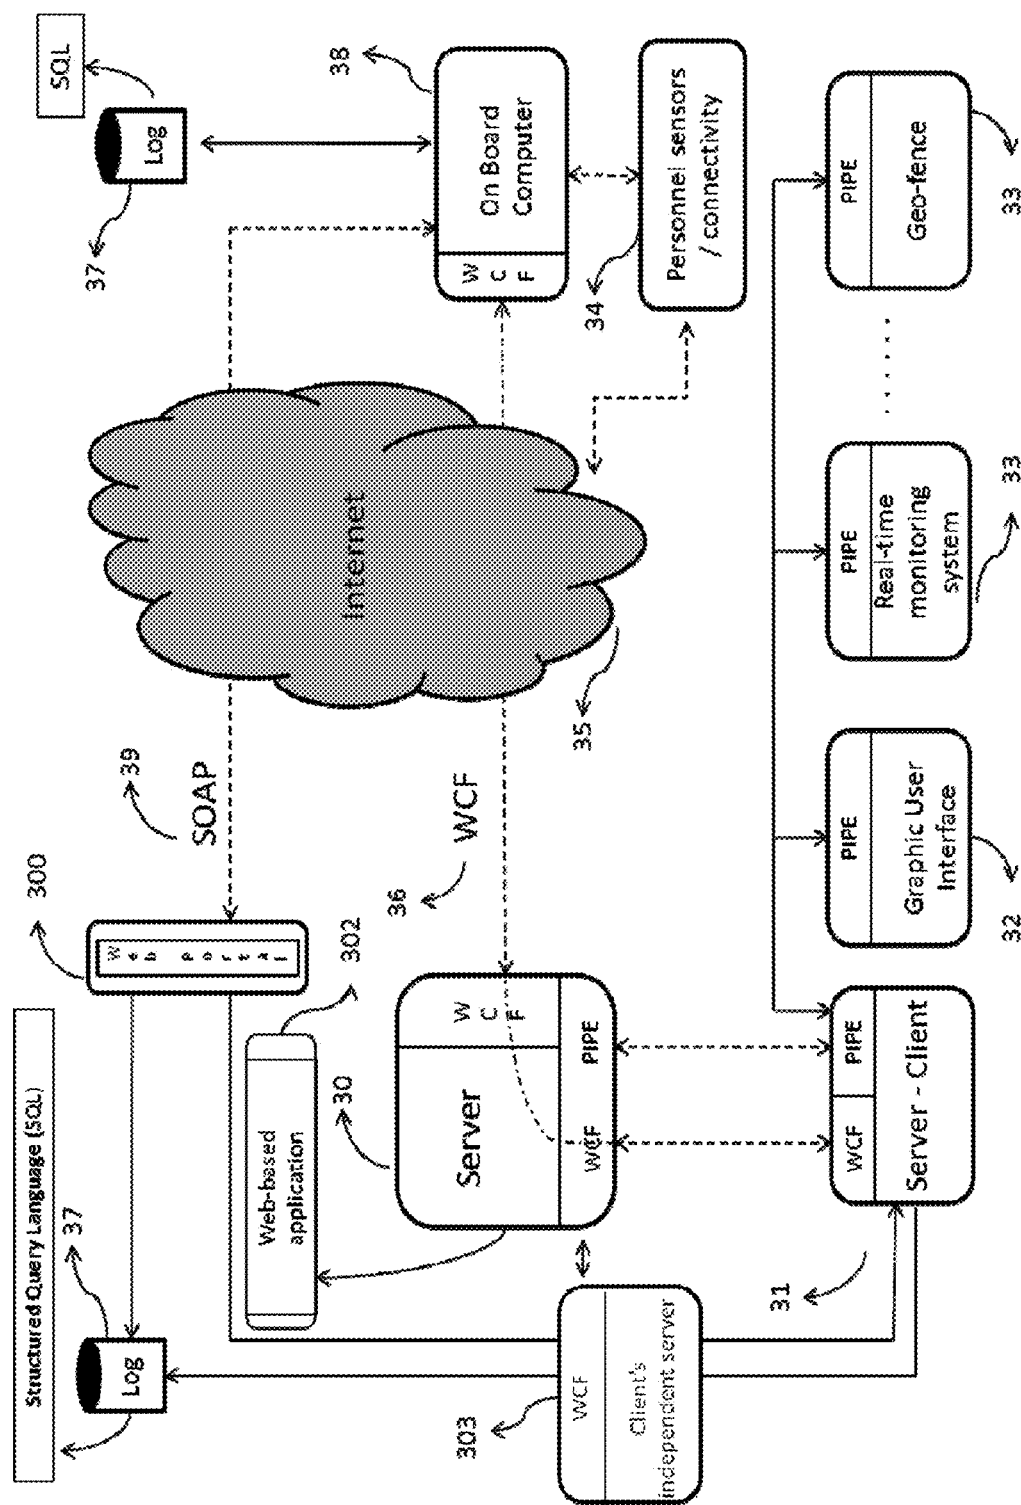 Structured Query Language (SQL)
37
Log
Web portal
300
SOAP
39
37
Log
SQL
Web-based
application
302
Server
30
WCF
WCF
PIPE
WCF
36
Internet
35
WCF
On Board
Computer
38
34
Personnel sensors
/ connectivity
303
WCF
Client's
independent server
31
WCF
PIPE
Server - Client
PIPE
Graphic User
Interface
32
PIPE
Real-time
monitoring
system
33
......
PIPE
Geo-fence
33